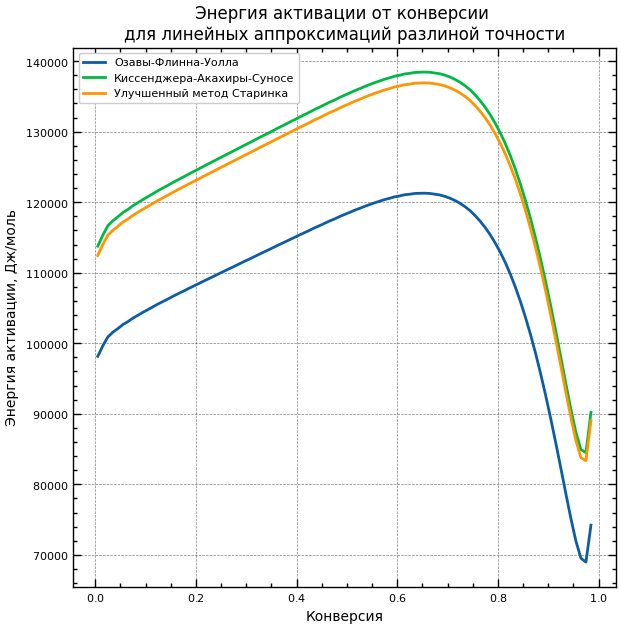 Энергия активации от конверсии
для линейных аппроксимаций разлиной точности
Озавы-Флинна-Уолла
Киссенджера-Акахиры-Суносе
Улучшенный метод Старинка
140000
130000
120000
110000
100000
90000
80000
70000
Энергия активации, Дж/моль
0.0 0.2 0.4 0.6 0.8 1.0
Конверсия